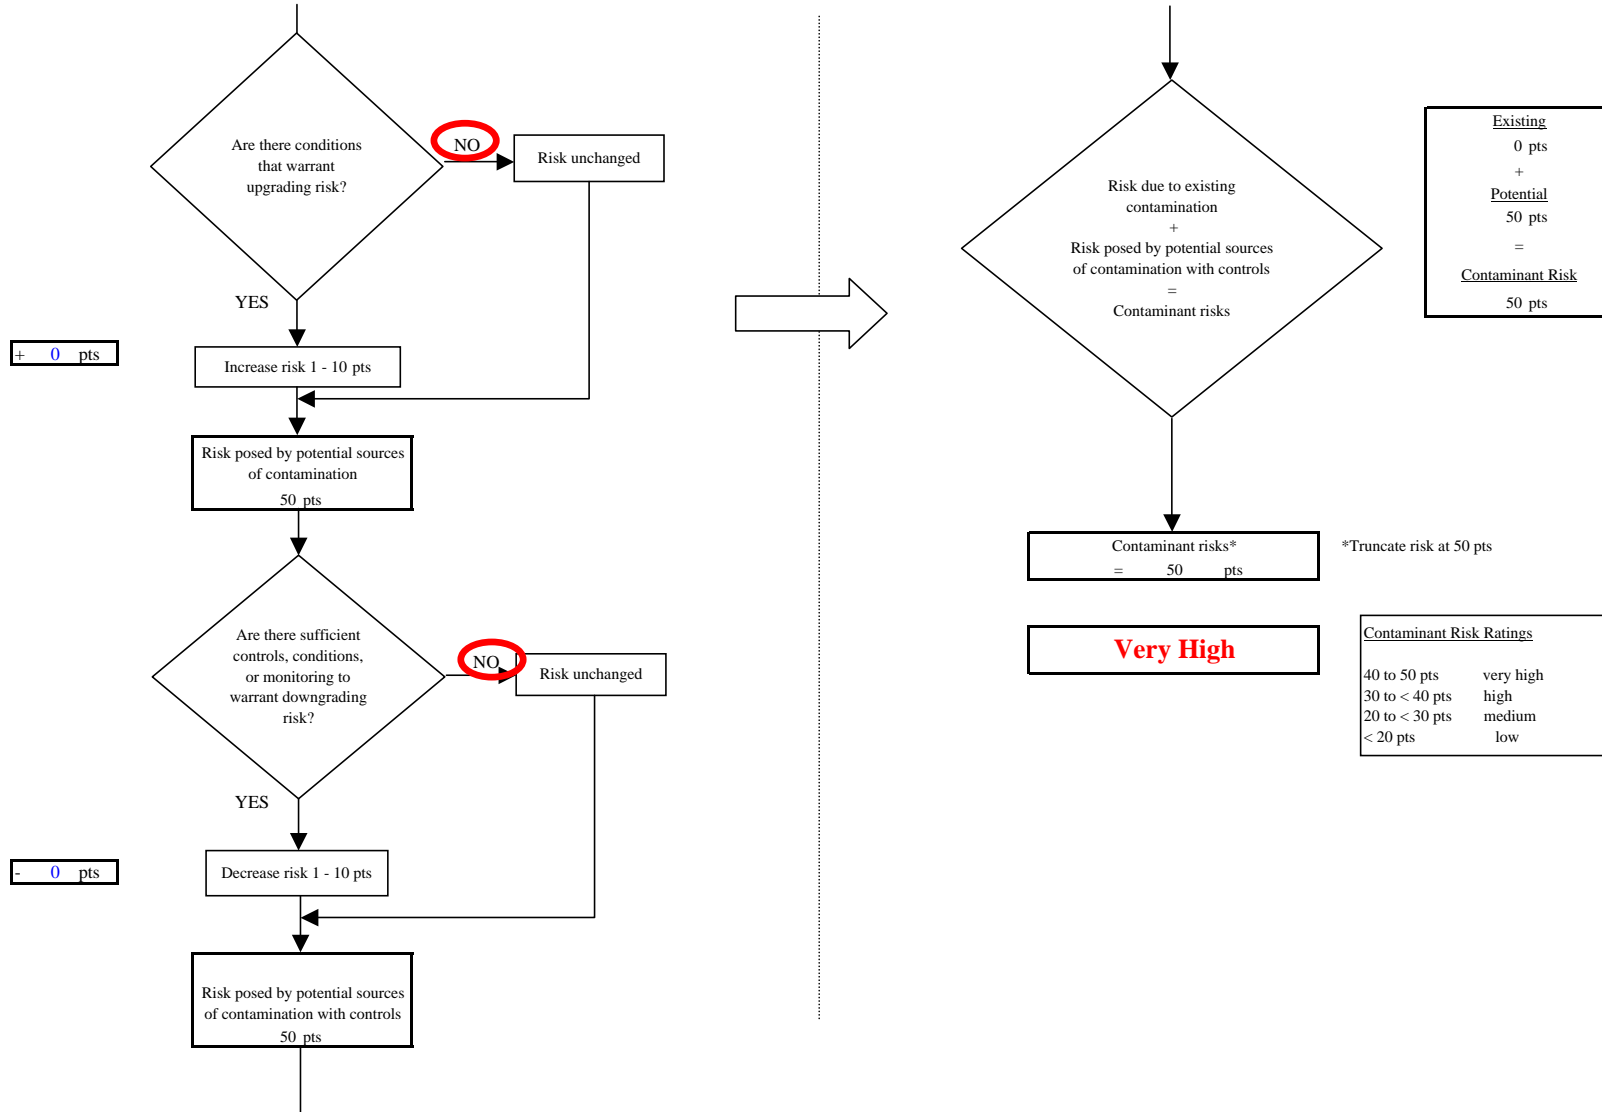 Are there conditions
that warrant
upgrading risk?
NO
Risk unchanged
YES
+ 0 pts
Increase risk 1 - 10 pts
Risk posed by potential sources
of contamination
50 pts
Are there sufficient
controls, conditions,
or monitoring to
warrant downgrading
risk?
NO
Risk unchanged
YES
- 0 pts
Decrease risk 1 - 10 pts
Risk posed by potential sources
of contamination with controls
50 pts
Risk due to existing
contamination
+
Risk posed by potential sources
of contamination with controls
=
Contaminant risks
Existing
0 pts
+
Potential
50 pts
=
Contaminant Risk
50 pts
Contaminant risks*
= 50 pts
*Truncate risk at 50 pts
Very High
Contaminant Risk Ratings
40 to 50 pts very high
30 to < 40 pts high
20 to < 30 pts medium
< 20 pts low